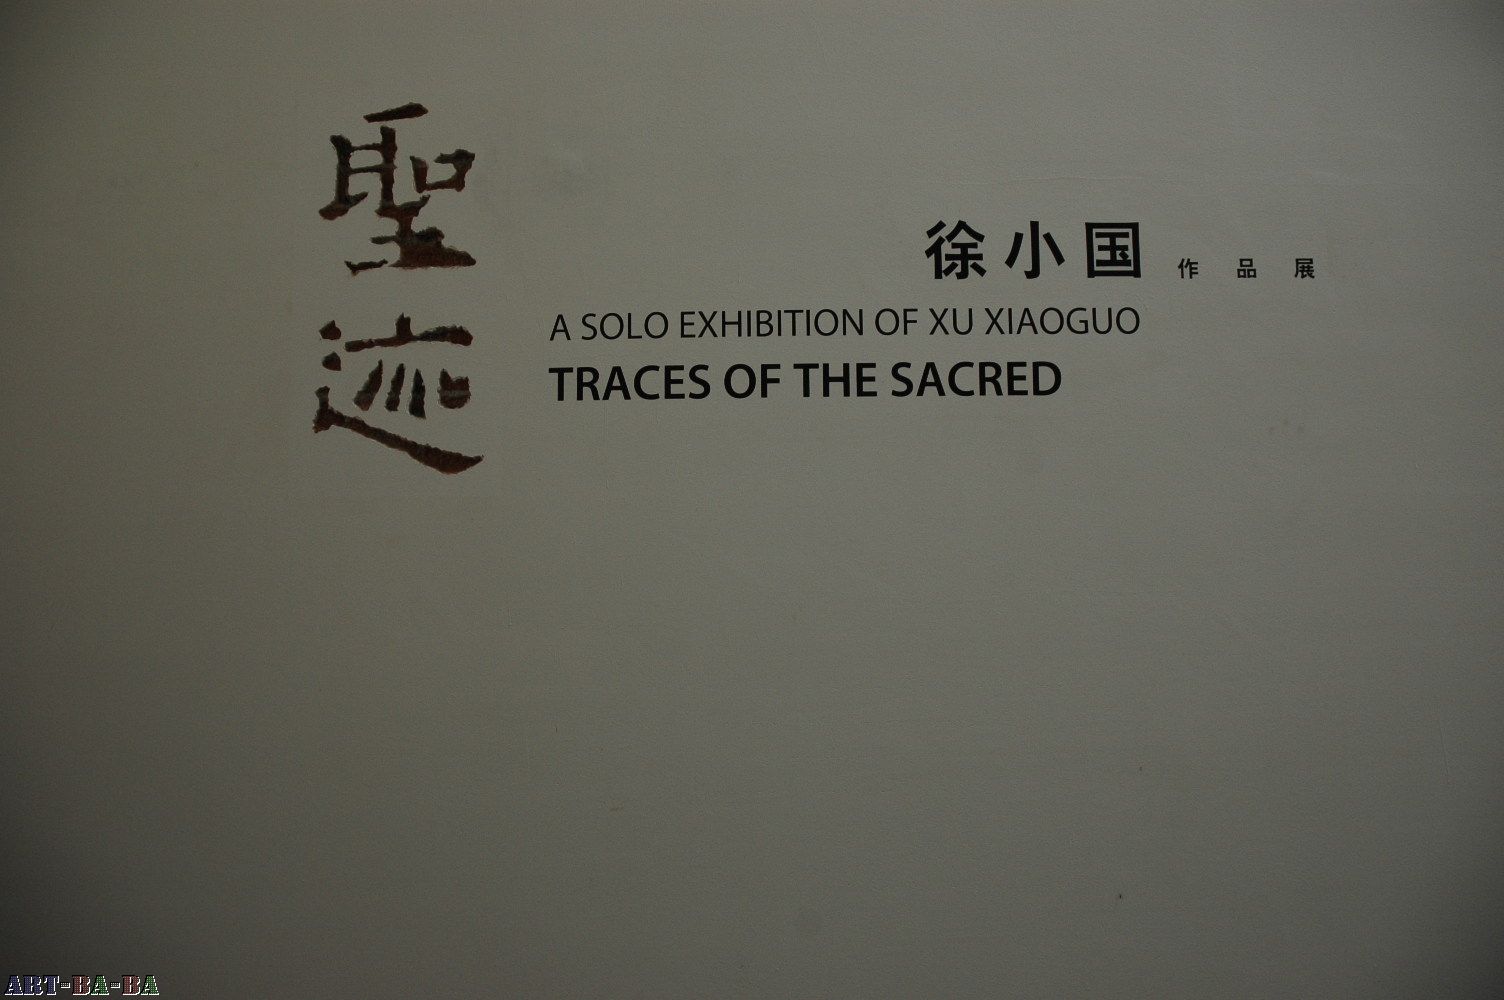 聖迹
徐小国 作品展
A SOLO EXHIBITION OF XU XIAOGUO
TRACES OF THE SACRED
ART-BA-BA